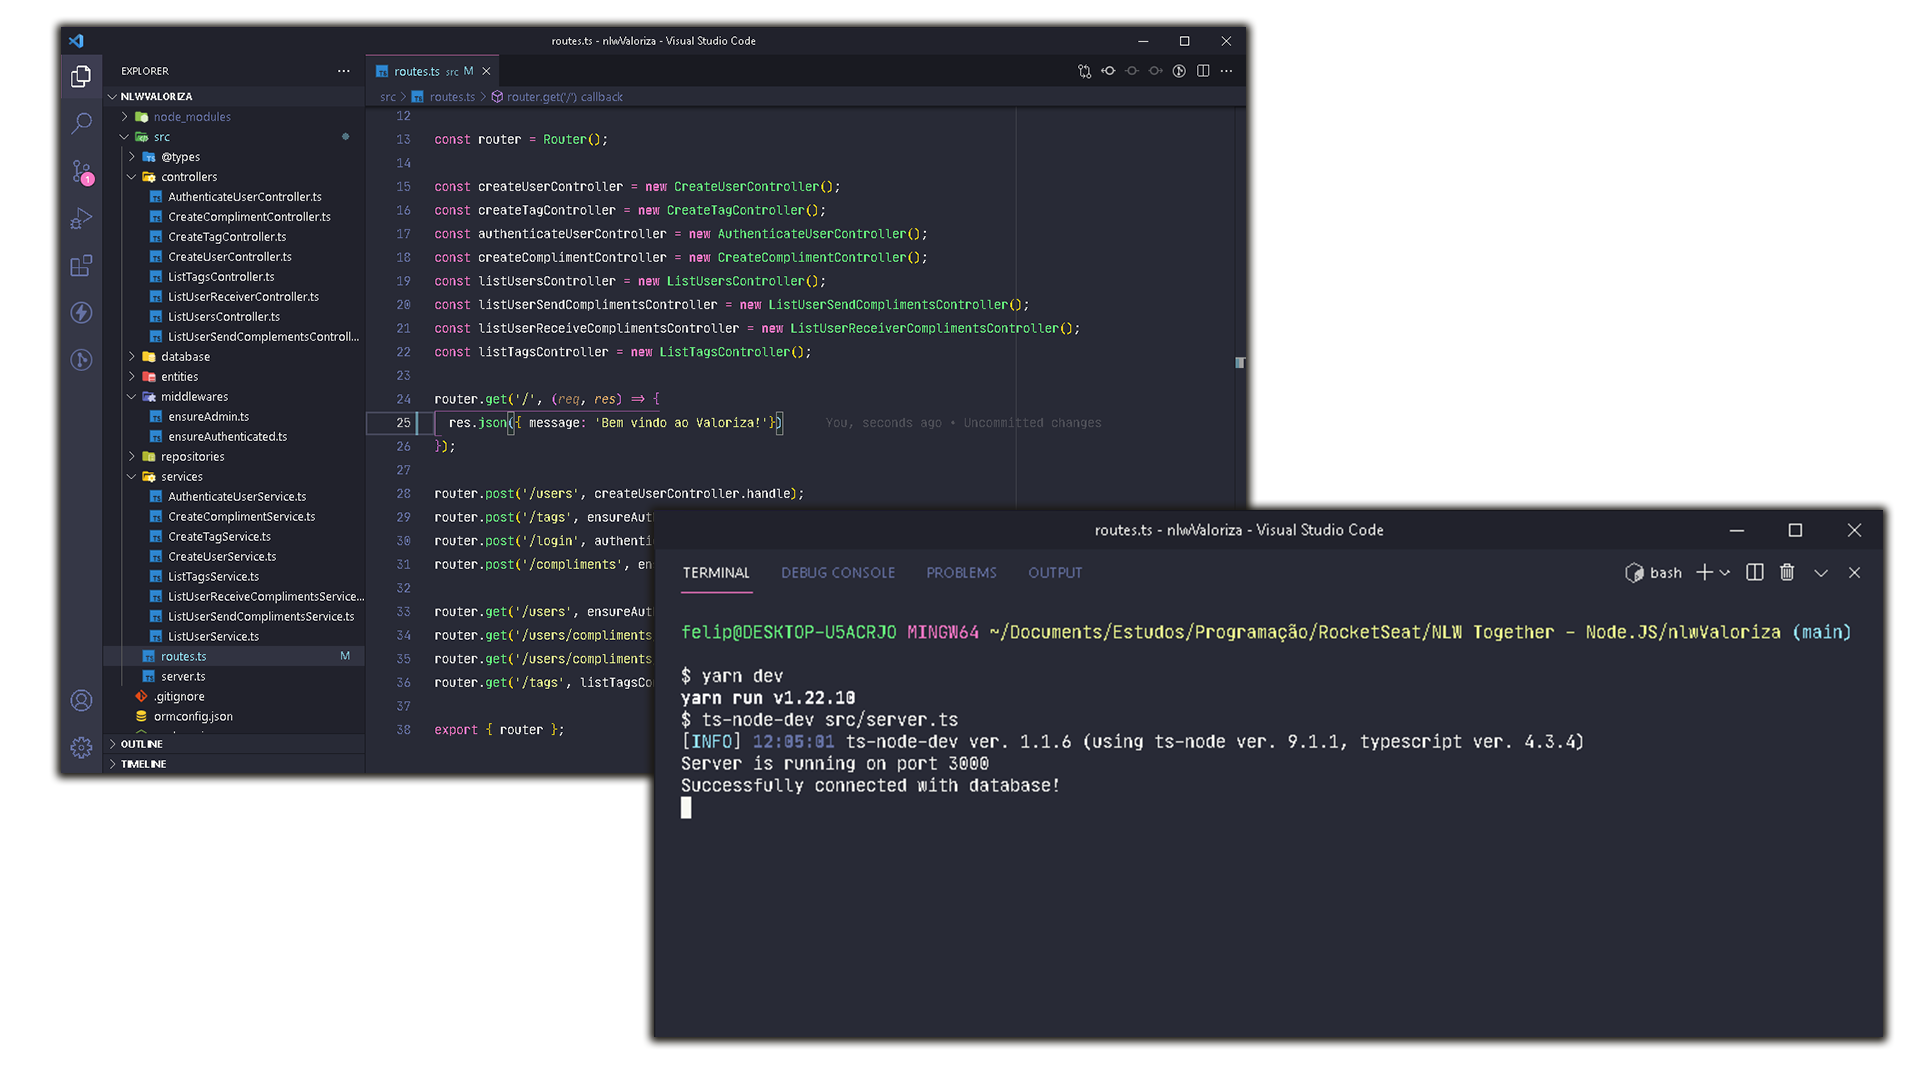 routes.ts - nlwValoriza - Visual Studio Code
EXPLORER
NLWVALORIZA
node_modules
src
@types
controllers
AuthenticateUserController.ts
CreateComplimentController.ts
CreateTagController.ts
CreateUserController.ts
ListTagsController.ts
ListUserReceiverController.ts
ListUsersController.ts
ListUserSendComplementsControll...
database
entities
middlewares
ensureAdmin.ts
ensureAuthenticated.ts
repositories
services
AuthenticateUserService.ts
CreateComplimentService.ts
CreateTagService.ts
CreateUserService.ts
ListTagsService.ts
ListUserReceiveComplimentsService...
ListUserSendComplimentsService.ts
ListUserService.ts
routes.ts M
server.ts
.gitignore
ormconfig.json
OUTLINE
TIMELINE
1
routes.ts src M
src > routes.ts > router.get('/') callback
12
13 const router = Router();
14
15 const createUserController = new CreateUserController();
16 const createTagController = new CreateTagController();
17 const authenticateUserController = new AuthenticateUserController();
18 const createComplimentController = new CreateComplimentController();
19 const listUsersController = new ListUsersController();
20 const listUserSendComplimentsController = new ListUserSendComplimentsController();
21 const listUserReceiveComplimentsController = new ListUserReceiverComplimentsController();
22 const listTagsController = new ListTagsController();
23
24 router.get('/', (req, res) => {
25 res.json({ message: 'Bem vindo ao Valoriza!'}) You, seconds ago • Uncommitted changes
26 });
27
28 router.post('/users', createUserController.handle);
29 router.post('/tags', ensureAut
30 router.post('/login', authenti
31 router.post('/compliments', en
32
33 router.get('/users', ensureAut
34 router.get('/users/compliments
35 router.get('/users/compliments
36 router.get('/tags', listTagsCo
37
38 export { router };
routes.ts - nlwValoriza - Visual Studio Code
TERMINAL DEBUG CONSOLE PROBLEMS OUTPUT bash
felip@DESKTOP-U5ACRJO MINGW64 ~/Documents/Estudos/Programação/RocketSeat/NLW Together - Node.JS/nlwValoriza (main)
$ yarn dev
yarn run v1.22.10
$ ts-node-dev src/server.ts
[INFO] 12:05:01 ts-node-dev ver. 1.1.6 (using ts-node ver. 9.1.1, typescript ver. 4.3.4)
Server is running on port 3000
Successfully connected with database!